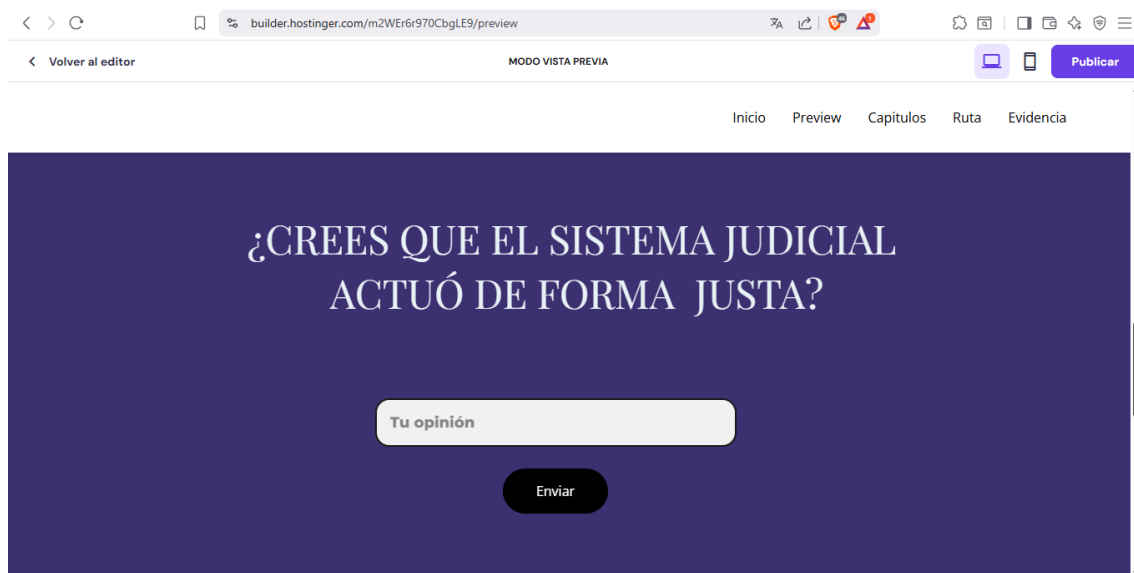 builder.hostinger.com/m2WEr6r970CbgLE9/preview
Volver al editor MODO VISTA PREVIA Publicar
Inicio Preview Capitulos Ruta Evidencia
¿CREES QUE EL SISTEMA JUDICIAL
ACTUÓ DE FORMA JUSTA?
Tu opinión
Enviar